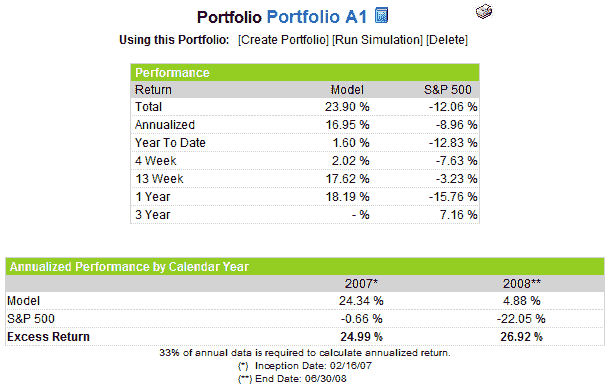 Portfolio Portfolio A1
Using this Portfolio: [Create Portfolio] [Run Simulation] [Delete]
Performance
Return Model S&P 500
Total 23.90 % -12.06 %
Annualized 16.95 % -8.96 %
Year To Date 1.60 % -12.83 %
4 Week 2.02 % -7.63 %
13 Week 17.62 % -3.23 %
1 Year 18.19 % -15.76 %
3 Year - % 7.16 %
Annualized Performance by Calendar Year
2007* 2008**
Model 24.34 % 4.88 %
S&P 500 -0.66 % -22.05 %
Excess Return 24.99 % 26.92 %
33% of annual data is required to calculate annualized return.
(*) Inception Date: 02/16/07
(**) End Date: 06/30/08